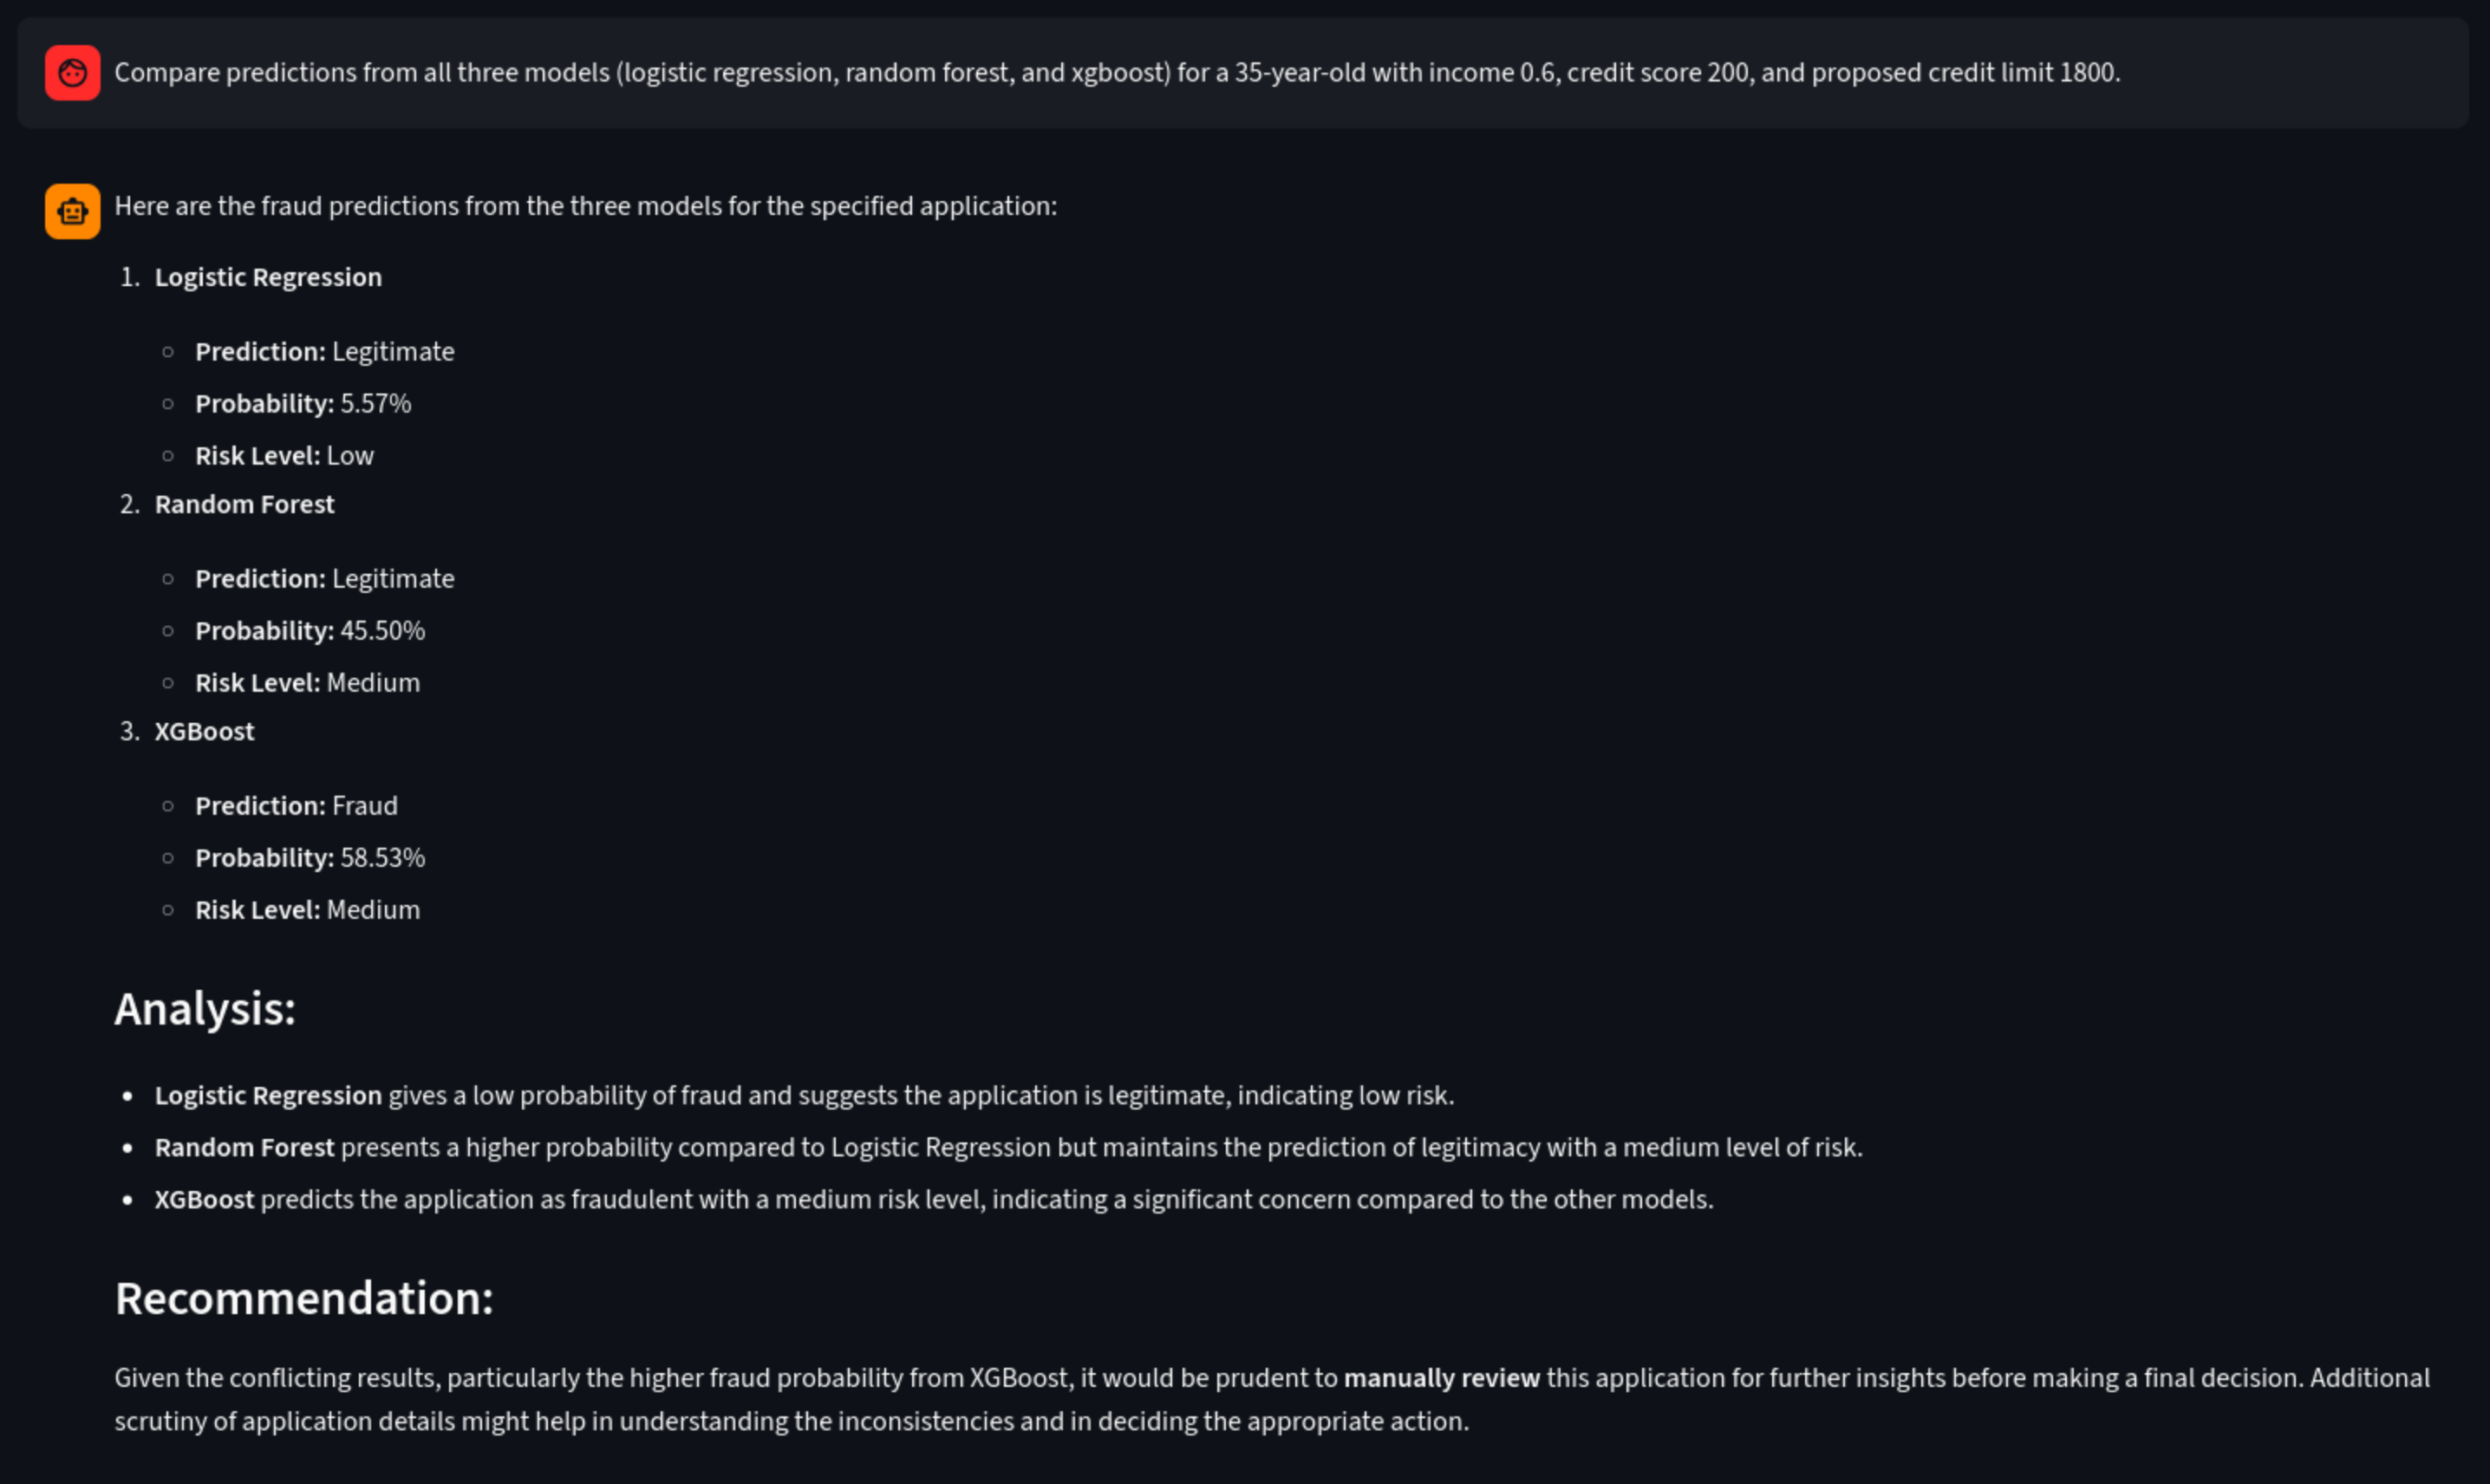 Compare predictions from all three models (logistic regression, random forest, and xgboost) for a 35-year-old with income 0.6, credit score 200, and proposed credit limit 1800.
Here are the fraud predictions from the three models for the specified application:
1. Logistic Regression
○ Prediction: Legitimate
○ Probability: 5.57%
○ Risk Level: Low
2. Random Forest
○ Prediction: Legitimate
○ Probability: 45.50%
○ Risk Level: Medium
3. XGBoost
○ Prediction: Fraud
○ Probability: 58.53%
○ Risk Level: Medium
Analysis:
• Logistic Regression gives a low probability of fraud and suggests the application is legitimate, indicating low risk.
• Random Forest presents a higher probability compared to Logistic Regression but maintains the prediction of legitimacy with a medium level of risk.
• XGBoost predicts the application as fraudulent with a medium risk level, indicating a significant concern compared to the other models.
Recommendation:
Given the conflicting results, particularly the higher fraud probability from XGBoost, it would be prudent to manually review this application for further insights before making a final decision. Additional
scrutiny of application details might help in understanding the inconsistencies and in deciding the appropriate action.